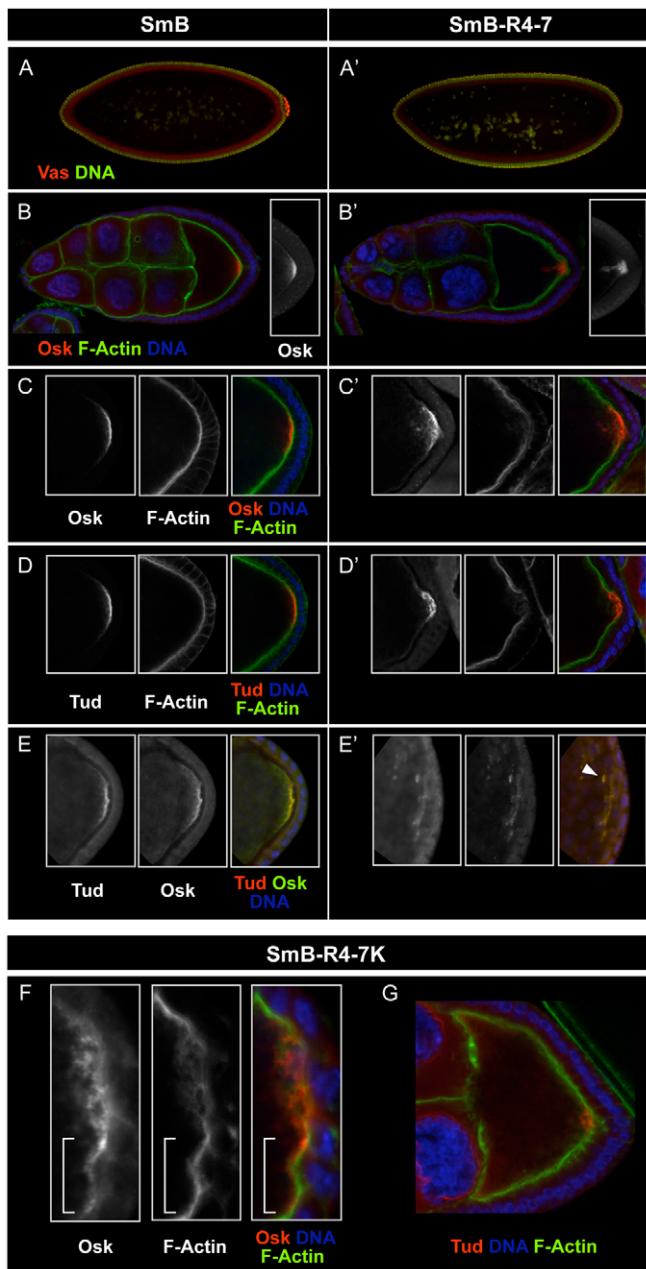 SmB SmB-R4-7
A A'
Vas DNA
B B'
Osk F-Actin DNA Osk
C C'
Osk F-Actin Osk DNA
F-Actin
D D'
Tud F-Actin Tud DNA
F-Actin
E E'
Tud Osk Tud Osk
DNA
SmB-R4-7K
F G
Osk F-Actin Osk DNA
F-Actin
Tud DNA F-Actin